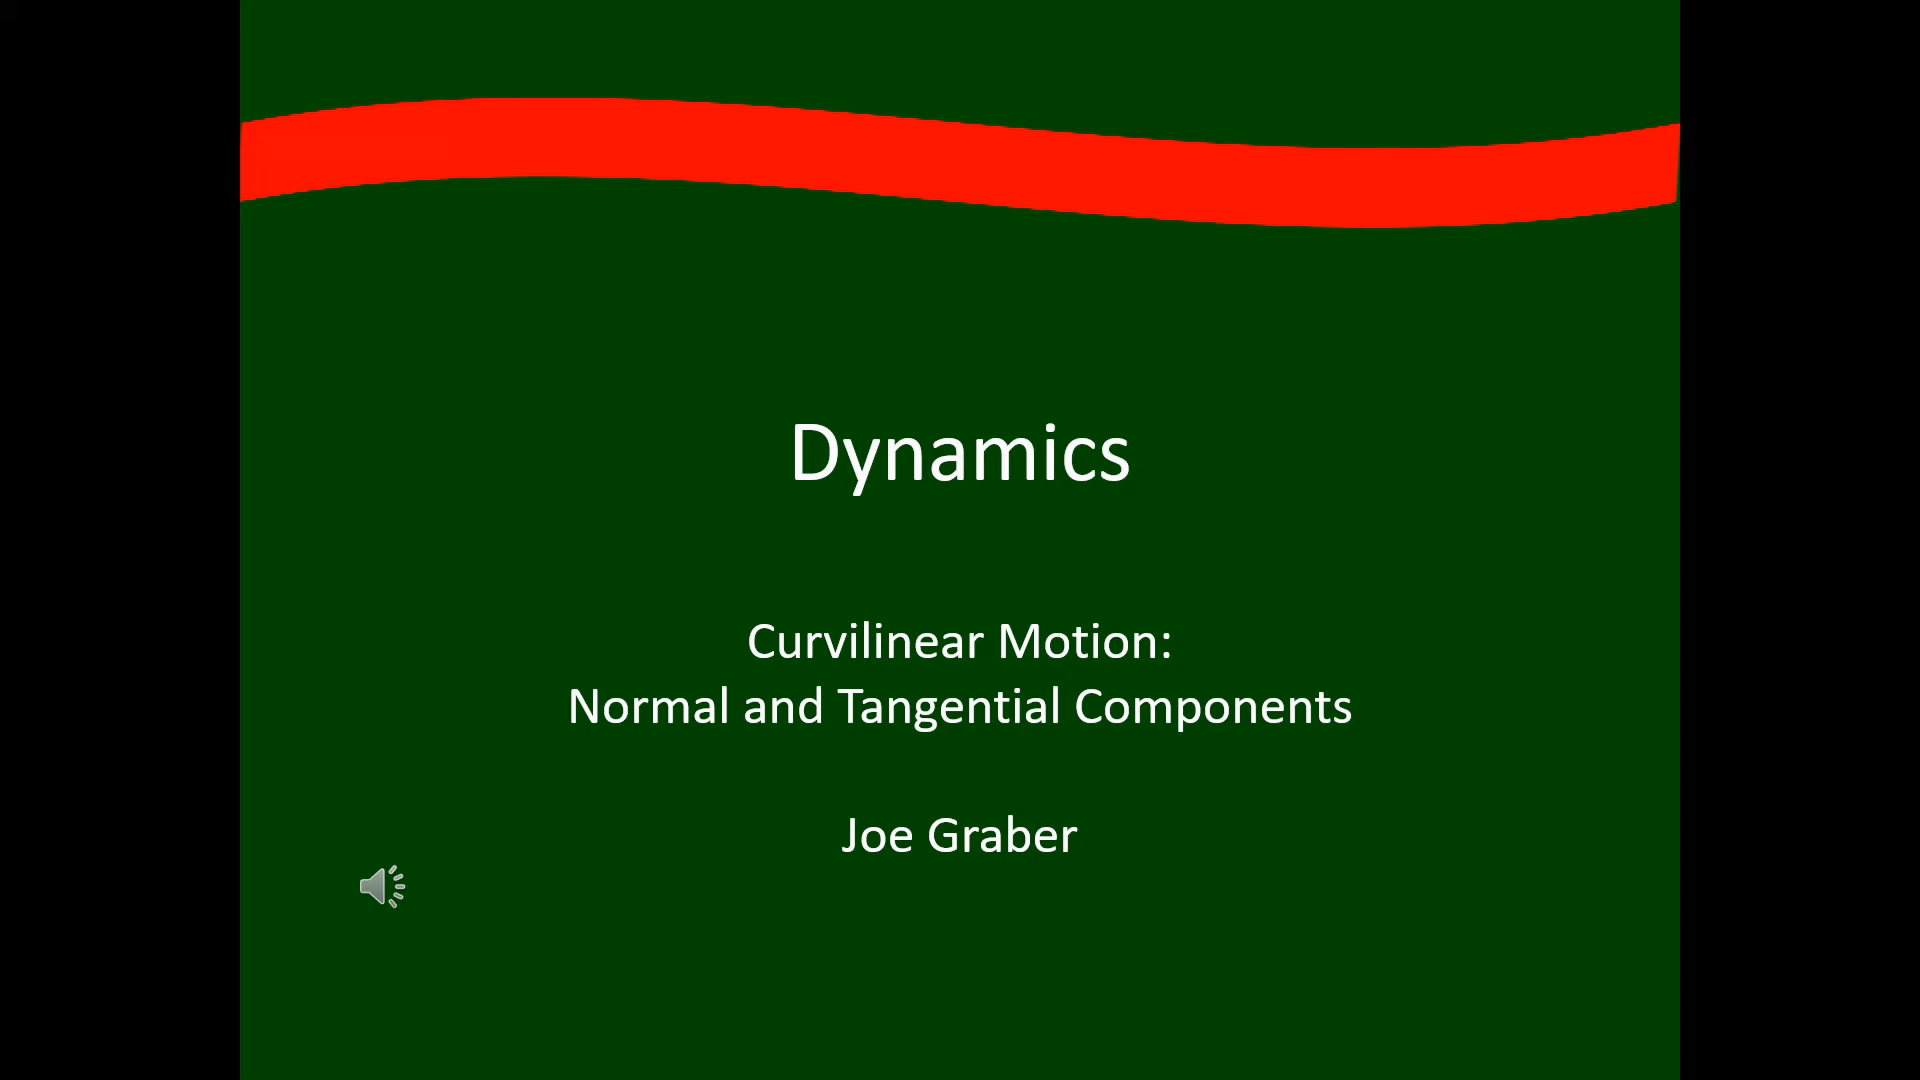 Dynamics
Curvilinear Motion:
Normal and Tangential Components
Joe Graber